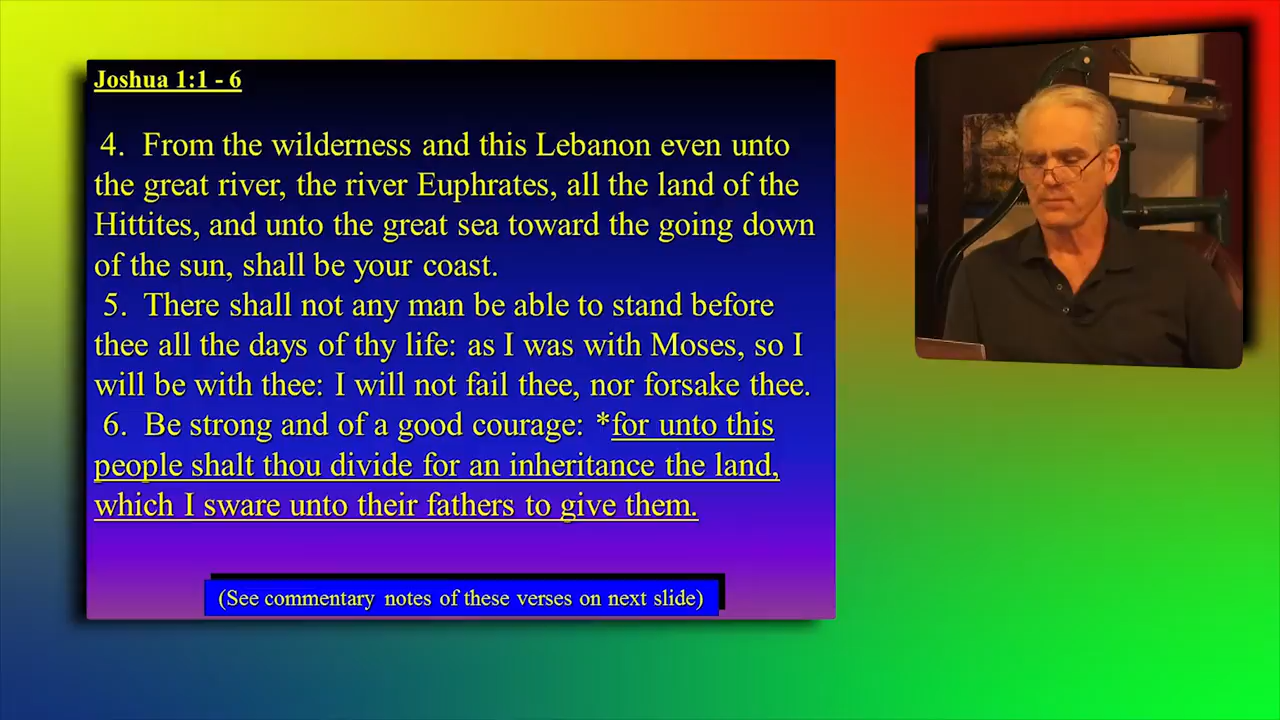 Joshua 1:1 - 6
4. From the wilderness and this Lebanon even unto
the great river, the river Euphrates, all the land of the
Hittites, and unto the great sea toward the going down
of the sun, shall be your coast.
5. There shall not any man be able to stand before
thee all the days of thy life: as I was with Moses, so I
will be with thee: I will not fail thee, nor forsake thee.
6. Be strong and of a good courage: *for unto this
people shalt thou divide for an inheritance the land,
which I sware unto their fathers to give them.
(See commentary notes of these verses on next slide)